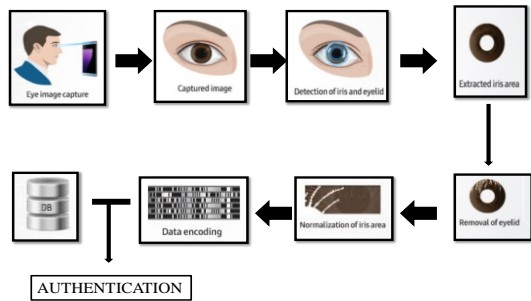 Eye image capture
Captured image
Detection of iris and eyelid
Extracted iris area
DB
Data encoding
Normalization of iris area
Removal of eyelid
AUTHENTICATION